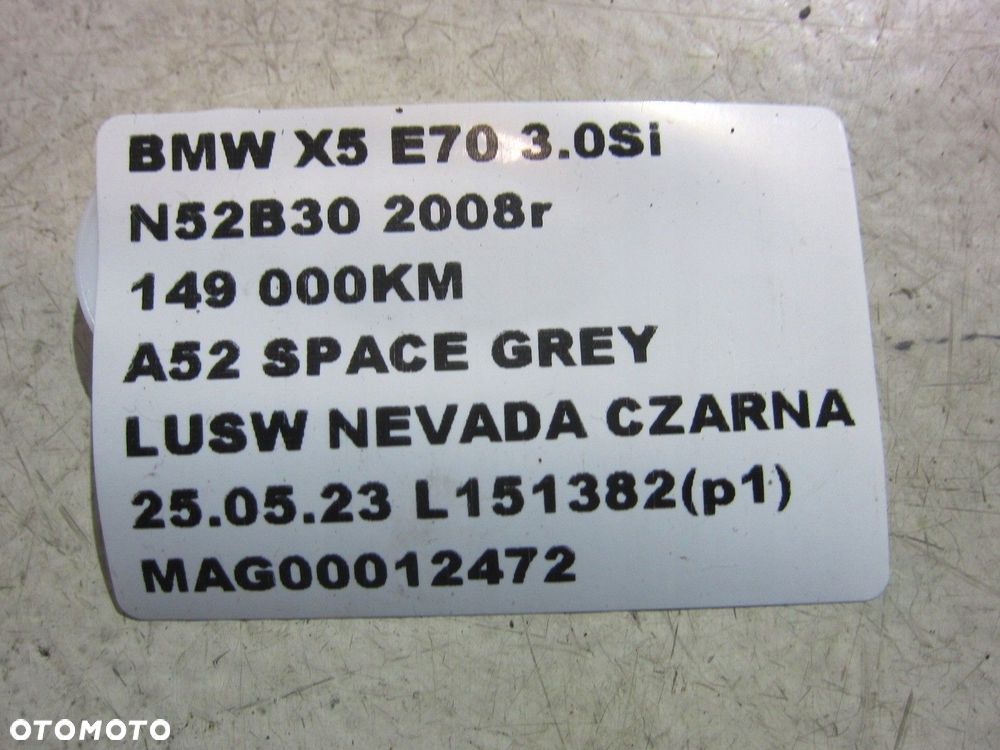 BMW X5 E70 3.0Si
N52B30 2008r
149 000KM
A52 SPACE GREY
LUSW NEVADA CZARNA
25.05.23 L151382(p1)
MAG00012472
OTOMOTO